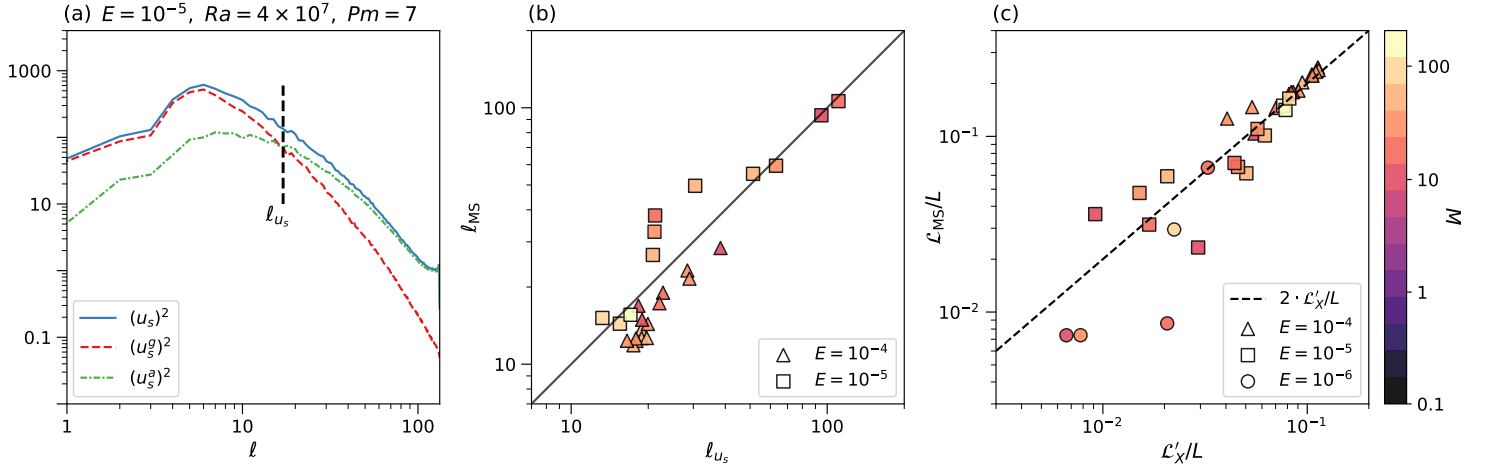 (a) E = 10⁻⁵, Ra = 4 × 10⁷, Pm = 7
1000
10
0.1
1
10
100
ℓ
ℓ_{u_s}
(u_s)²
(u_s^g)²
(u_s^a)²
(b)
100
10
10
100
ℓ_MS
ℓ_{u_s}
E = 10⁻⁴
E = 10⁻⁵
(c)
10⁻¹
10⁻²
10⁻²
10⁻¹
ℒ_MS/L
ℒ′_X/L
2 · ℒ′_X/L
E = 10⁻⁴
E = 10⁻⁵
E = 10⁻⁶
100
10
1
0.1
M